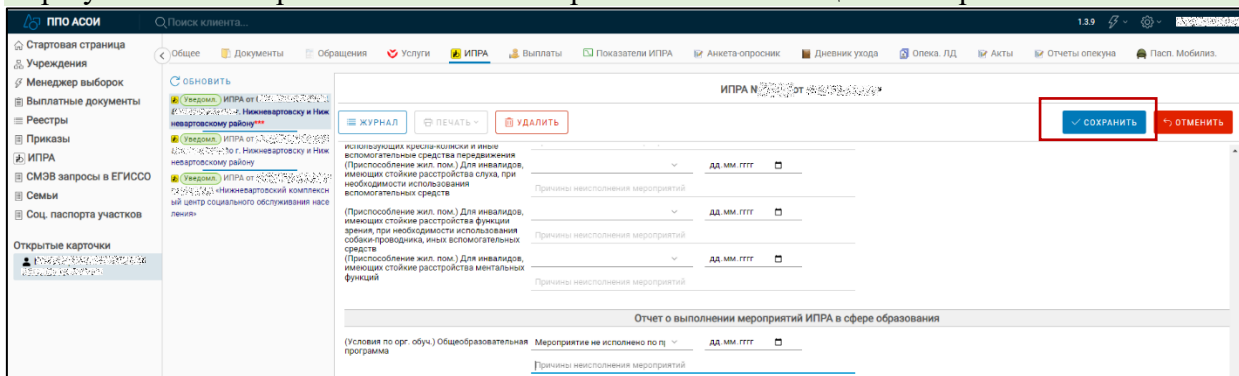 ППО АСОИ
Поиск клиента...
1.3.9
Стартовая страница
Учреждения
Менеджер выборок
Выплатные документы
Реестры
Приказы
ИПРА
СМЭВ запросы в ЕГИССО
Семьи
Соц. паспорта участков
Открытые карточки
Общее Документы Обращения Услуги ИПРА Выплаты Показатели ИПРА Анкета-опросник Дневник ухода Опека. ЛД Акты Отчеты опекуна Пасп. Мобилиз.
ОБНОВИТЬ
Уведомл. ИПРА от
г. Нижневартовску и Ниж
невартовскому району***
Уведомл. ИПРА от
по г. Нижневартовску и Ниж
невартовскому району
Уведомл. ИПРА от
«Нижневартовский комплексн
ый центр социального обслуживания насе
ления»
ИПРА N от *
ЖУРНАЛ ПЕЧАТЬ УДАЛИТЬ СОХРАНИТЬ ОТМЕНИТЬ
использующих кресла-коляски и иные
вспомогательные средства передвижения
(Приспособление жил. пом.) Для инвалидов, дд.мм.гггг
имеющих стойкие расстройства слуха, при
необходимости использования Причины неисполнения мероприятий
вспомогательных средств
(Приспособление жил. пом.) Для инвалидов, дд.мм.гггг
имеющих стойкие расстройства функции
зрения, при необходимости использования Причины неисполнения мероприятий
собаки-проводника, иных вспомогательных
средств
(Приспособление жил. пом.) Для инвалидов, дд.мм.гггг
имеющих стойкие расстройства ментальных
функций Причины неисполнения мероприятий
Отчет о выполнении мероприятий ИПРА в сфере образования
(Условия по орг. обуч.) Общеобразовательная Мероприятие не исполнено по п дд.мм.гггг
программа
Причины неисполнения мероприятий